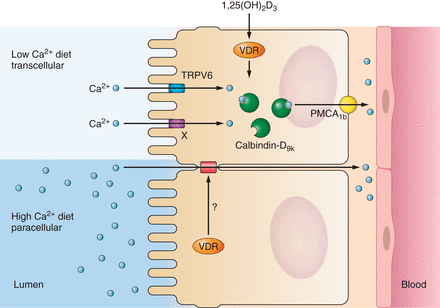 1,25(OH)₂D₃
Low Ca²⁺ diet
transcellular
VDR
TRPV6
Ca²⁺
PMCA₁b
Ca²⁺
X
Calbindin-D₉k
High Ca²⁺ diet
paracellular
?
VDR
Lumen
Blood